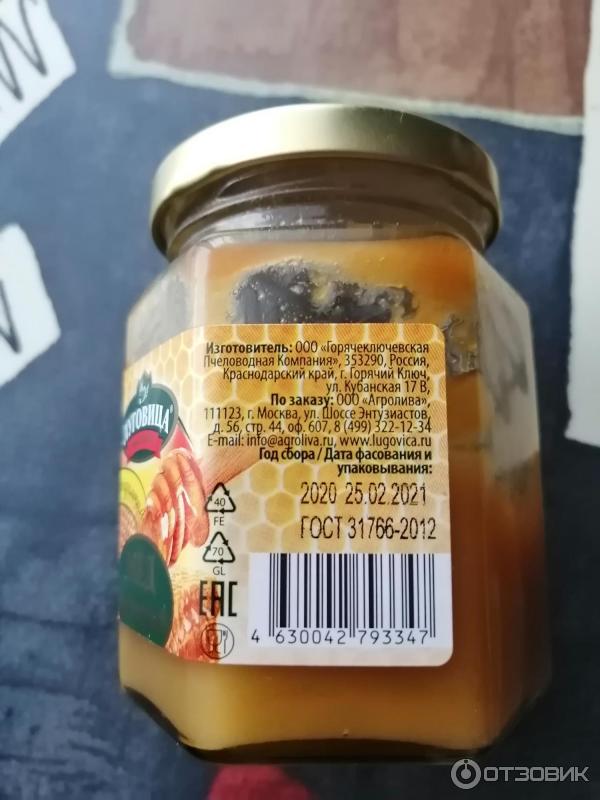 Изготовитель: ООО "Горячеключевская
Пчеловодная Компания", 353290, Россия,
Краснодарский край, г. Горячий Ключ,
ул. Кубанская 17 В,
По заказу: ООО "Агролива",
111123, г. Москва, ул. Шоссе Энтузиастов,
д. 56, стр. 44, оф. 607, 8 (499) 322-12-34
E-mail: info@agroliva.ru, www.lugovica.ru
Год сбора / Дата фасования и
упаковывания:
2020 25.02.2021
ГОСТ 31766-2012
40
FE
70
GL
EAC
4 630042 793347
ОТЗОВИК